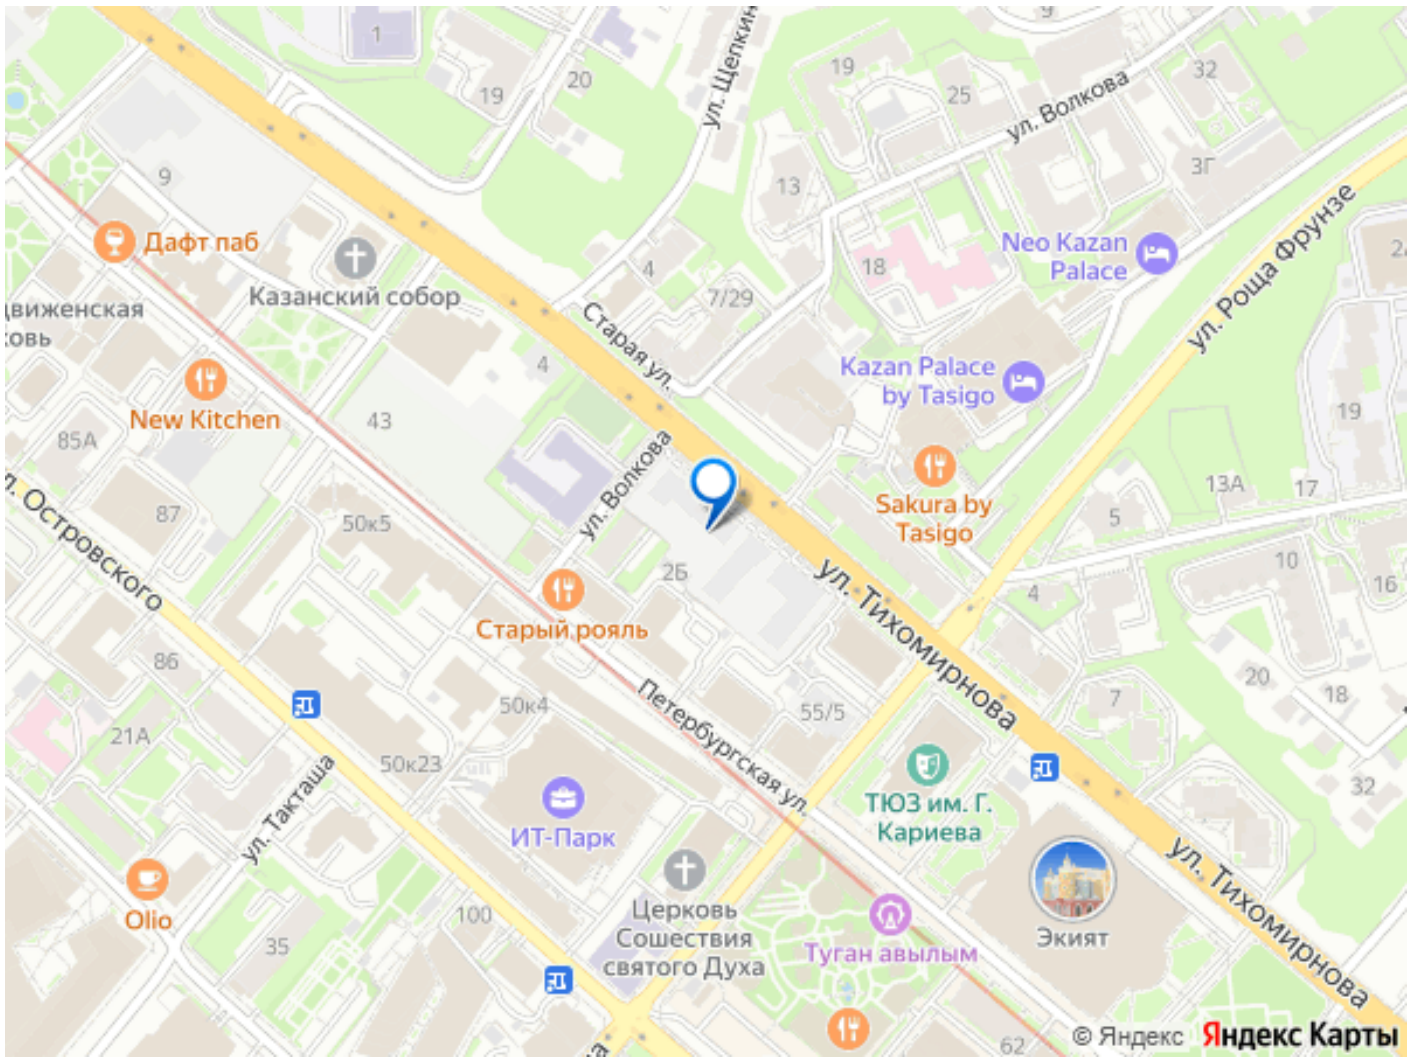 1
9
20
19
ул. Щепкина
19
25
32
ул. Волкова
3Г
13
9
Дафт паб
Казанский собор
4
7/29
18
Neo Kazan
Palace
ул. Роща Фрунзе
Старая ул.
4
Kazan Palace
by Tasigo
New Kitchen
43
85А
19
ул. Волкова
Sakura by
Tasigo
13А
17
5
87
50к5
Островского
2Б
10
16
4
Старый рояль
ул. Тихомирнова
86
20
18
7
50к4
Петербургская ул.
55/5
21А
50к23
ул. Такташа
ИТ-Парк
ТЮЗ им. Г.
Кариева
32
ул. Тихомирнова
Olio
100
35
Церковь
Сошествия
святого Духа
Туган авылым
Экият
62
© Яндекс Яндекс Карты